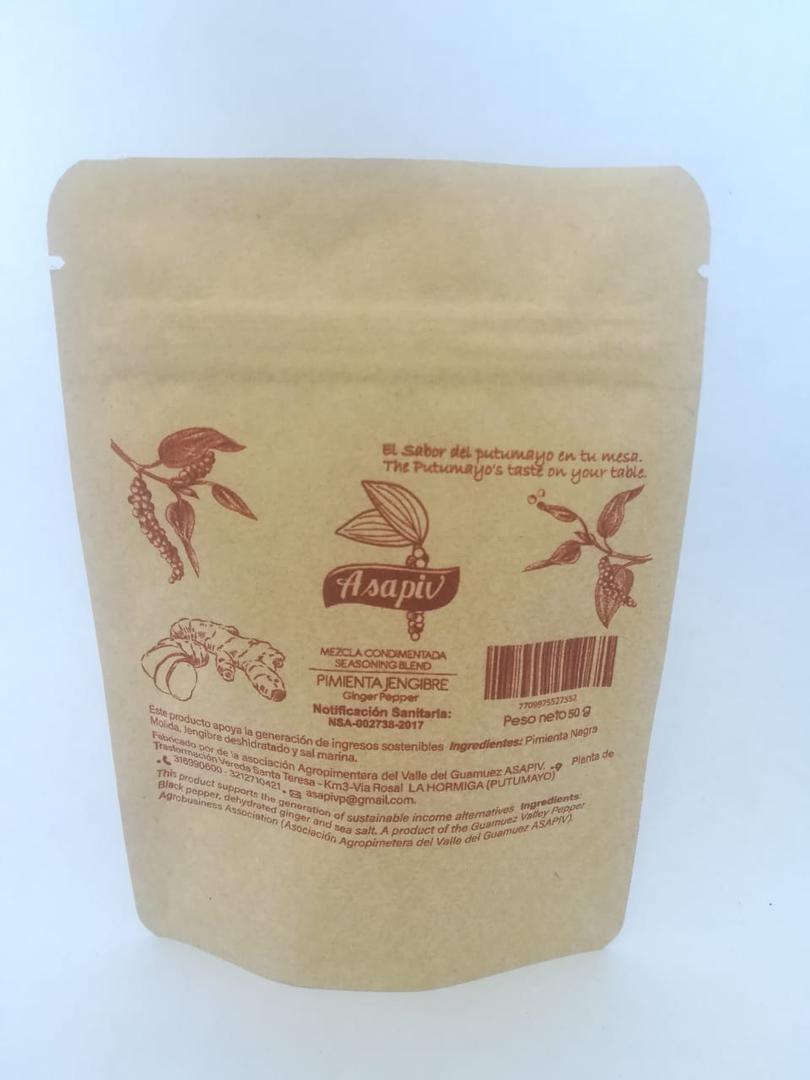 El Sabor del putumayo en tu mesa.
The Putumayo's taste on your table.
Asapiv
MEZCLA CONDIMENTADA
SEASONING BLEND
PIMIENTA JENGIBRE
Ginger Pepper
Notificación Sanitaria:
NSA-002738-2017
7709975527552
Peso neto 50 g
Este producto apoya la generación de ingresos sostenibles Ingredientes: Pimienta Negra
Molida, Jengibre deshidratado y sal marina.
Fabricado por de la asociación Agropimentera del Valle del Guamuez ASAPIV. - Planta de
Trasformación Vereda Santa Teresa - Km3-Via Rosal LA HORMIGA (PUTUMAYO)
- 316990600 - 3212710421 - asapivp@gmail.com.
This product supports the generation of sustainable income alternatives Ingredients:
Black pepper, dehydrated ginger and sea salt. A product of the Guamuez Valley Pepper
Agrobusiness Association (Asociación Agropimetera del Valle del Guamuez ASAPIV).